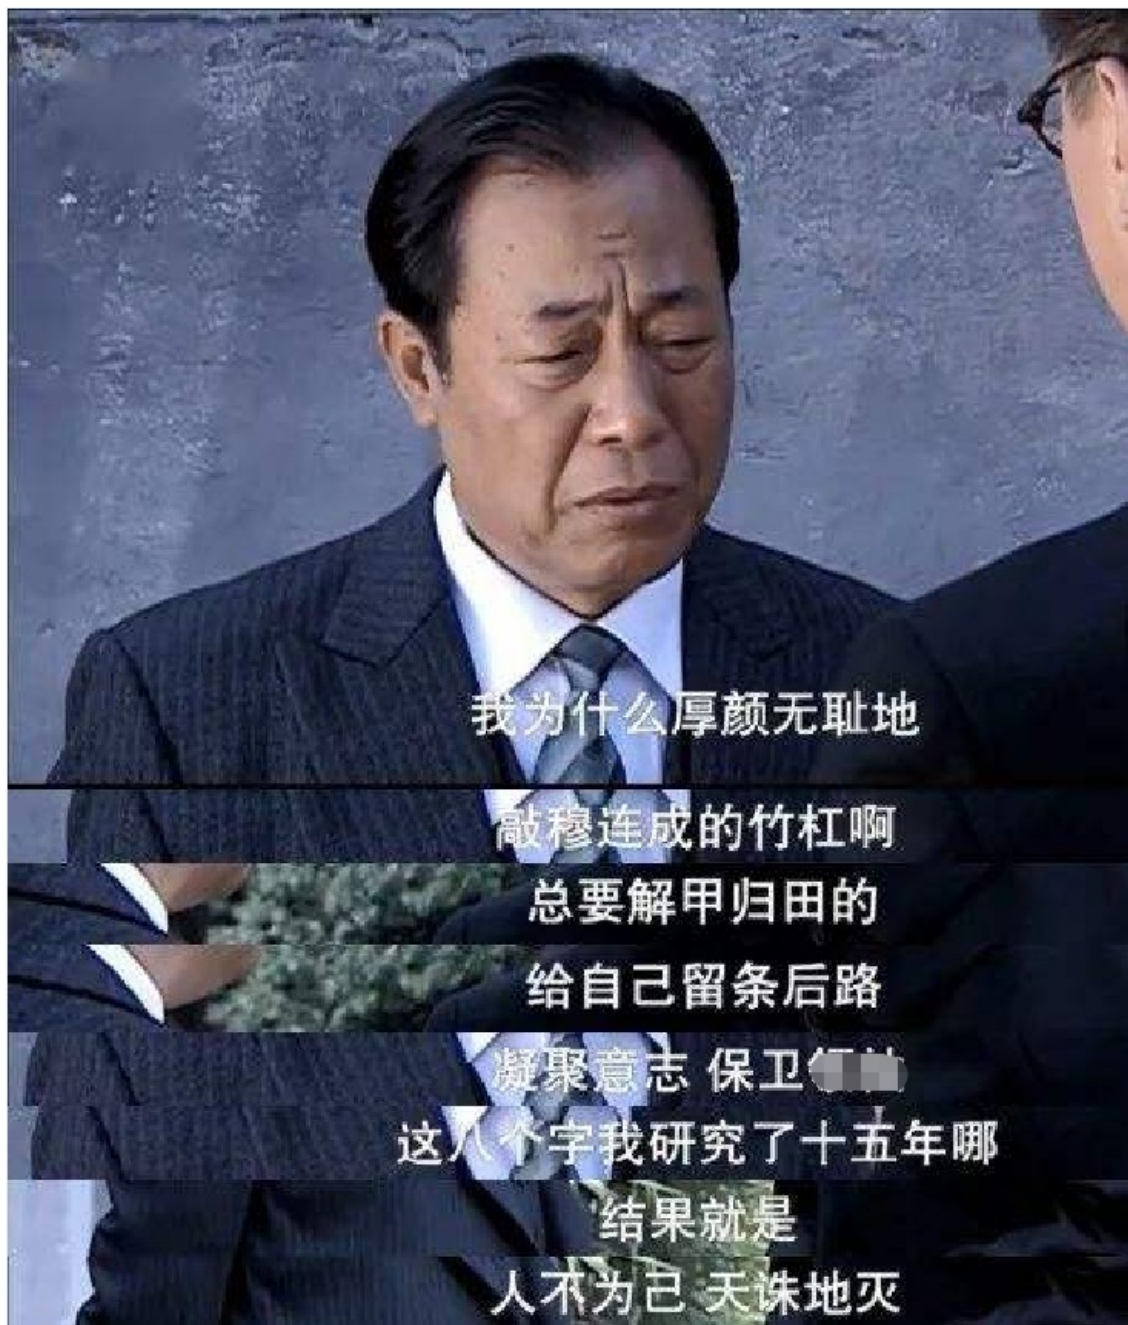 我为什么厚颜无耻地
敲穆连成的竹杠啊
总要解甲归田的
给自己留条后路
凝聚意志 保卫
这八个字我研究了十五年哪
结果就是
人不为己 天诛地灭